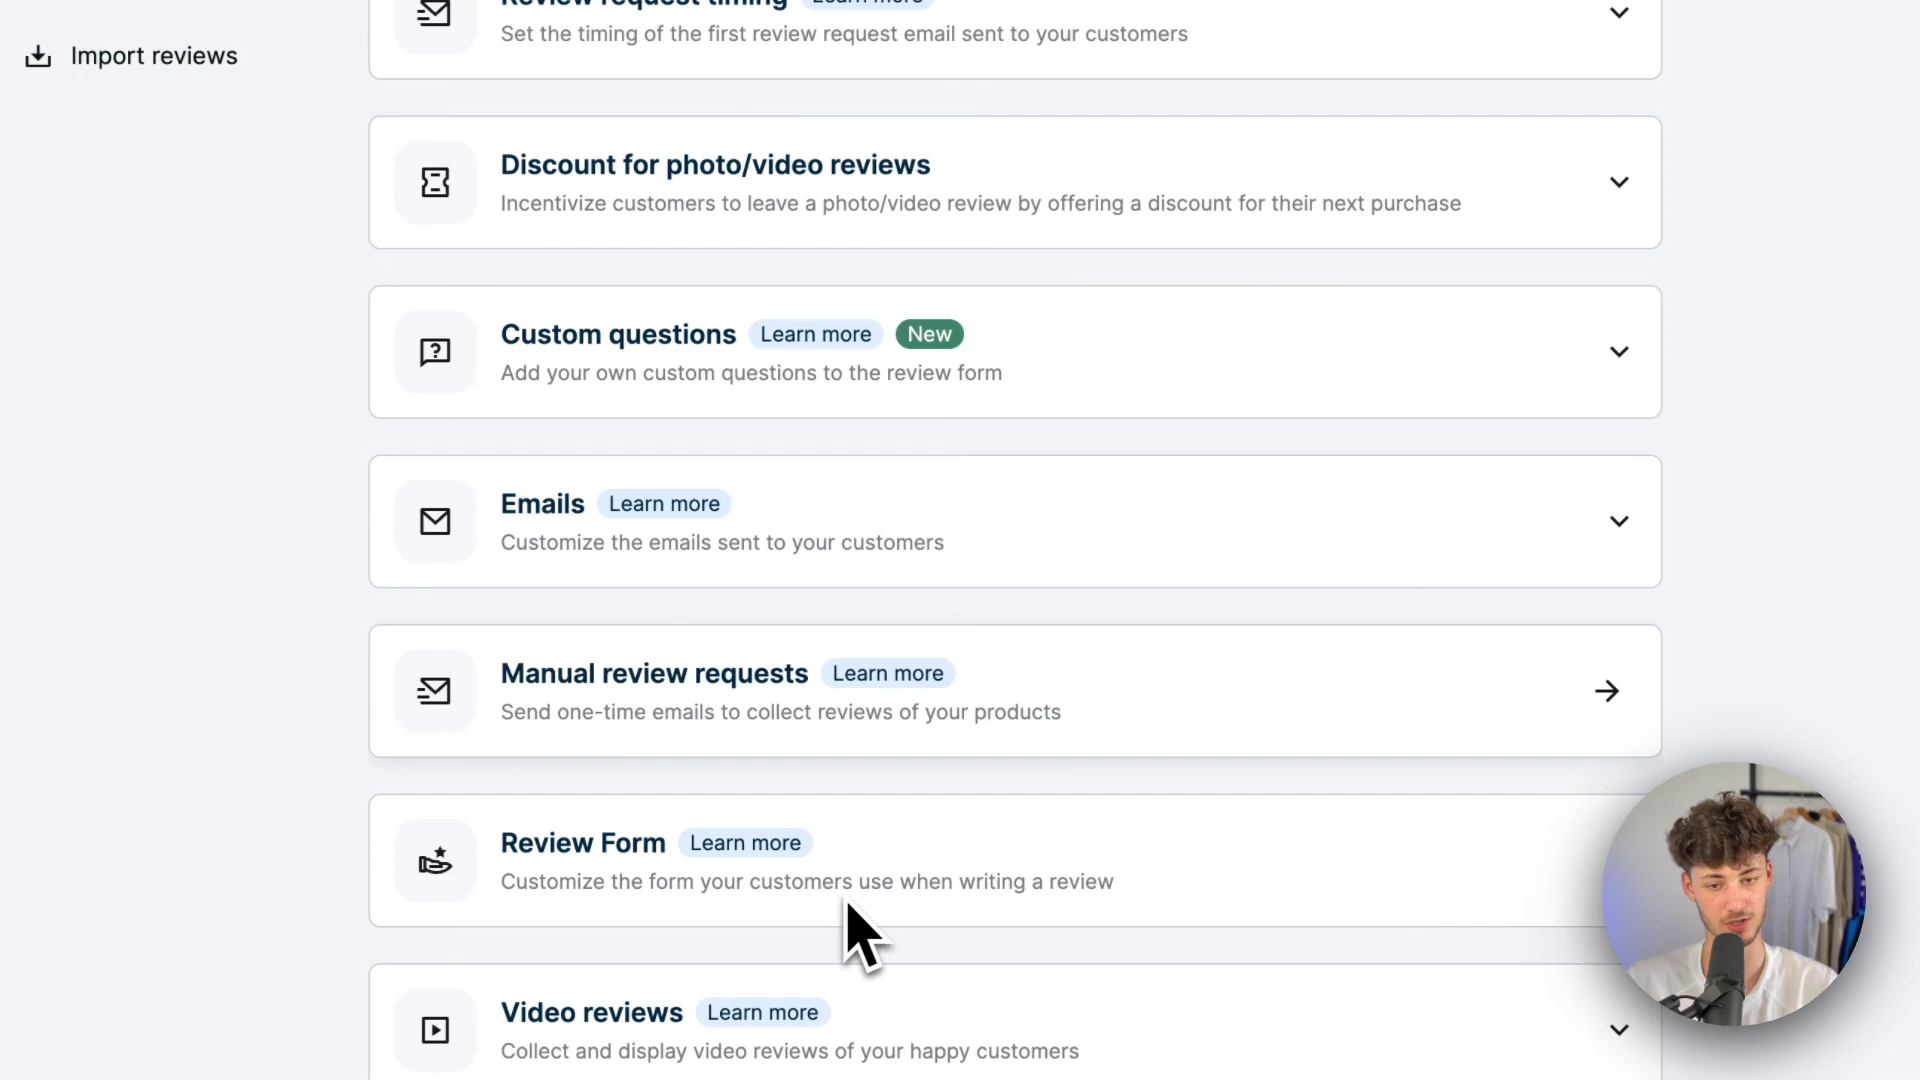 Review request timing Learn more
Set the timing of the first review request email sent to your customers
Import reviews
Discount for photo/video reviews
Incentivize customers to leave a photo/video review by offering a discount for their next purchase
Custom questions Learn more New
Add your own custom questions to the review form
Emails Learn more
Customize the emails sent to your customers
Manual review requests Learn more
Send one-time emails to collect reviews of your products
Review Form Learn more
Customize the form your customers use when writing a review
Video reviews Learn more
Collect and display video reviews of your happy customers